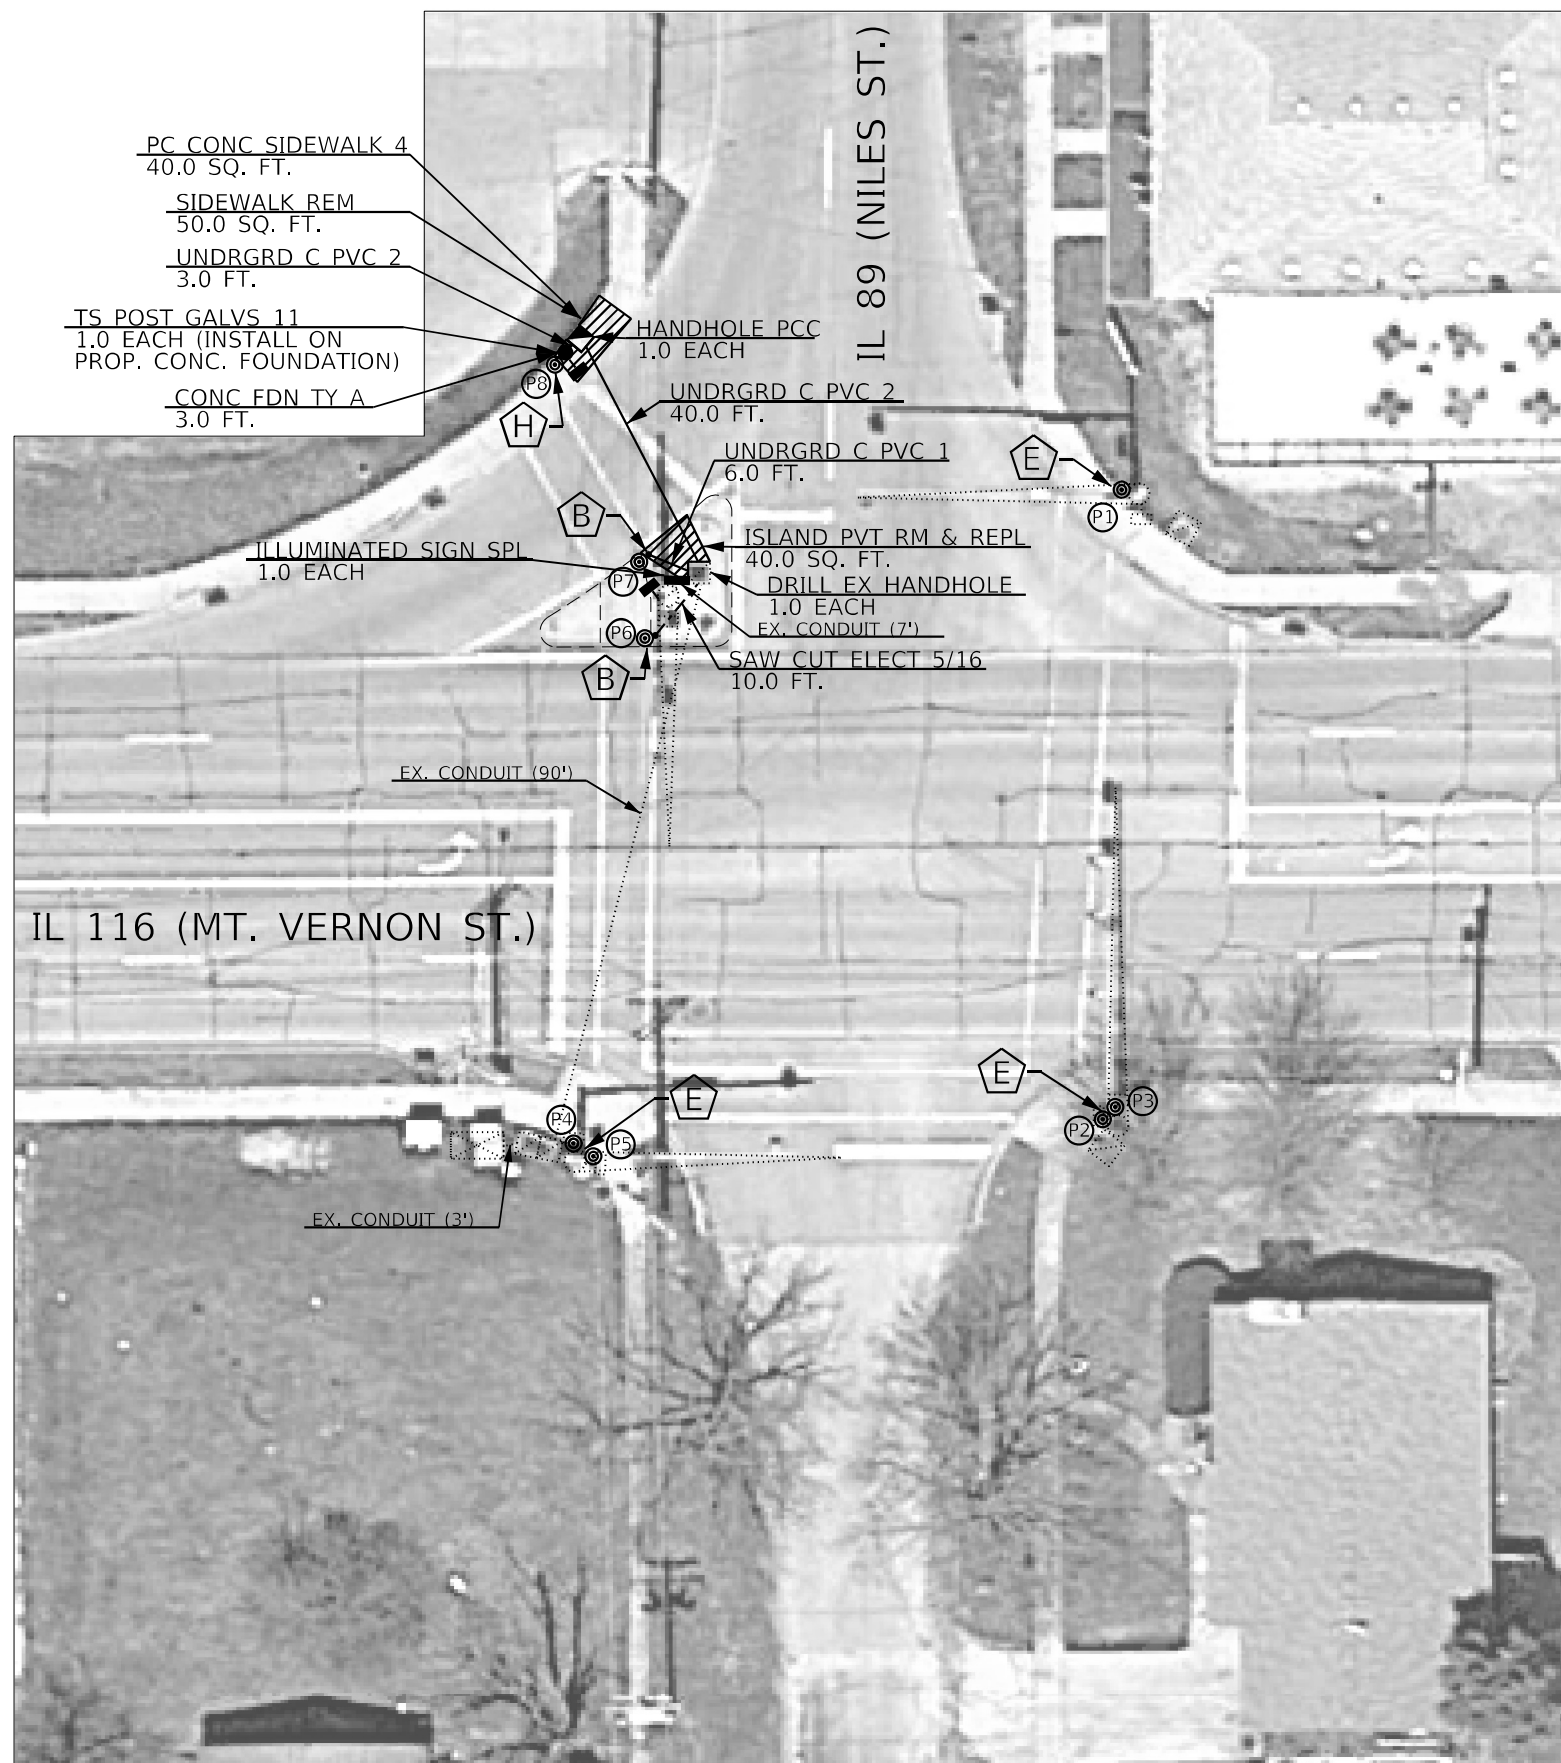 IL 89 (NILES ST.)
PC CONC SIDEWALK 4
40.0 SQ. FT.
SIDEWALK REM
50.0 SQ. FT.
UNDRGRD C PVC 2
3.0 FT.
TS POST GALVS 11
1.0 EACH (INSTALL ON
PROP. CONC. FOUNDATION)
CONC FDN TY A
3.0 FT.
HANDHOLE PCC
1.0 EACH
P8
H
UNDRGRD C PVC 2
40.0 FT.
UNDRGRD C PVC 1
6.0 FT.
E
P1
B
ILLUMINATED SIGN SPL
1.0 EACH
ISLAND PVT RM & REPL
40.0 SQ. FT.
P7
DRILL EX HANDHOLE
1.0 EACH
EX. CONDUIT (7')
P6
B
SAW CUT ELECT 5/16
10.0 FT.
EX. CONDUIT (90')
IL 116 (MT. VERNON ST.)
E
E
P4
P5
P3
P2
EX. CONDUIT (3')